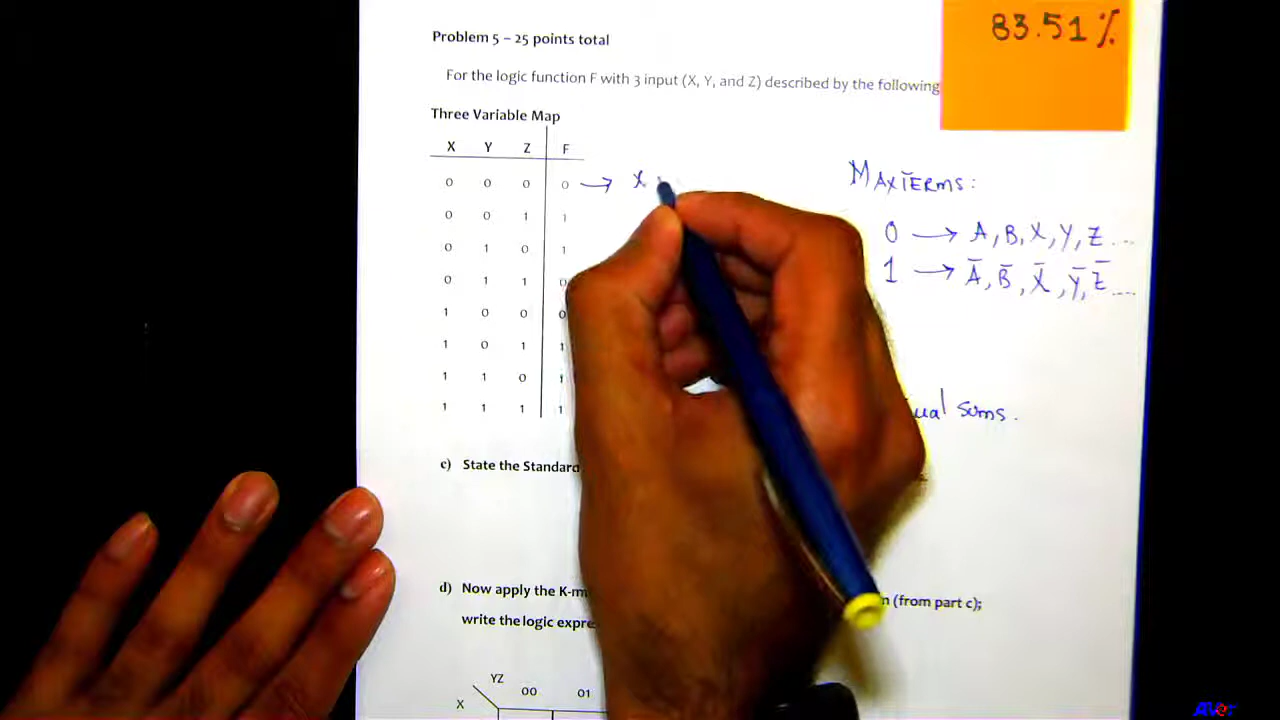 83.51%
Problem 5 – 25 points total
For the logic function F with 3 input (X, Y, and Z) described by the following
Three Variable Map
X Y Z F
0 0 0 0 → X
0 0 1 1
0 1 0 1
0 1 1 0
1 0 0 0
1 0 1 1
1 1 0 1
1 1 1 1
MAXTERMS:
0 → A, B, X, Y, Z ...
1 → A̅, B̅, X̅, Y̅, Z̅ ....
sums.
c) State the Standard
d) Now apply the (from part c);
write the logic
YZ
00 01
X
AVer